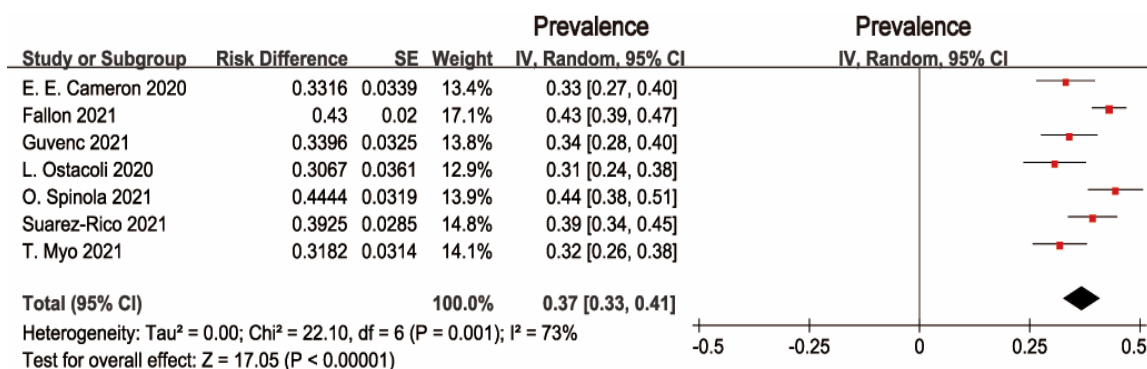 Prevalence Prevalence
Study or Subgroup Risk Difference SE Weight IV, Random, 95% CI IV, Random, 95% CI
E. E. Cameron 2020 0.3316 0.0339 13.4% 0.33 [0.27, 0.40]
Fallon 2021 0.43 0.02 17.1% 0.43 [0.39, 0.47]
Guvenc 2021 0.3396 0.0325 13.8% 0.34 [0.28, 0.40]
L. Ostacoli 2020 0.3067 0.0361 12.9% 0.31 [0.24, 0.38]
O. Spinola 2021 0.4444 0.0319 13.9% 0.44 [0.38, 0.51]
Suarez-Rico 2021 0.3925 0.0285 14.8% 0.39 [0.34, 0.45]
T. Myo 2021 0.3182 0.0314 14.1% 0.32 [0.26, 0.38]
Total (95% CI) 100.0% 0.37 [0.33, 0.41]
Heterogeneity: Tau² = 0.00; Chi² = 22.10, df = 6 (P = 0.001); I² = 73%
Test for overall effect: Z = 17.05 (P < 0.00001)
-0.5 -0.25 0 0.25 0.5